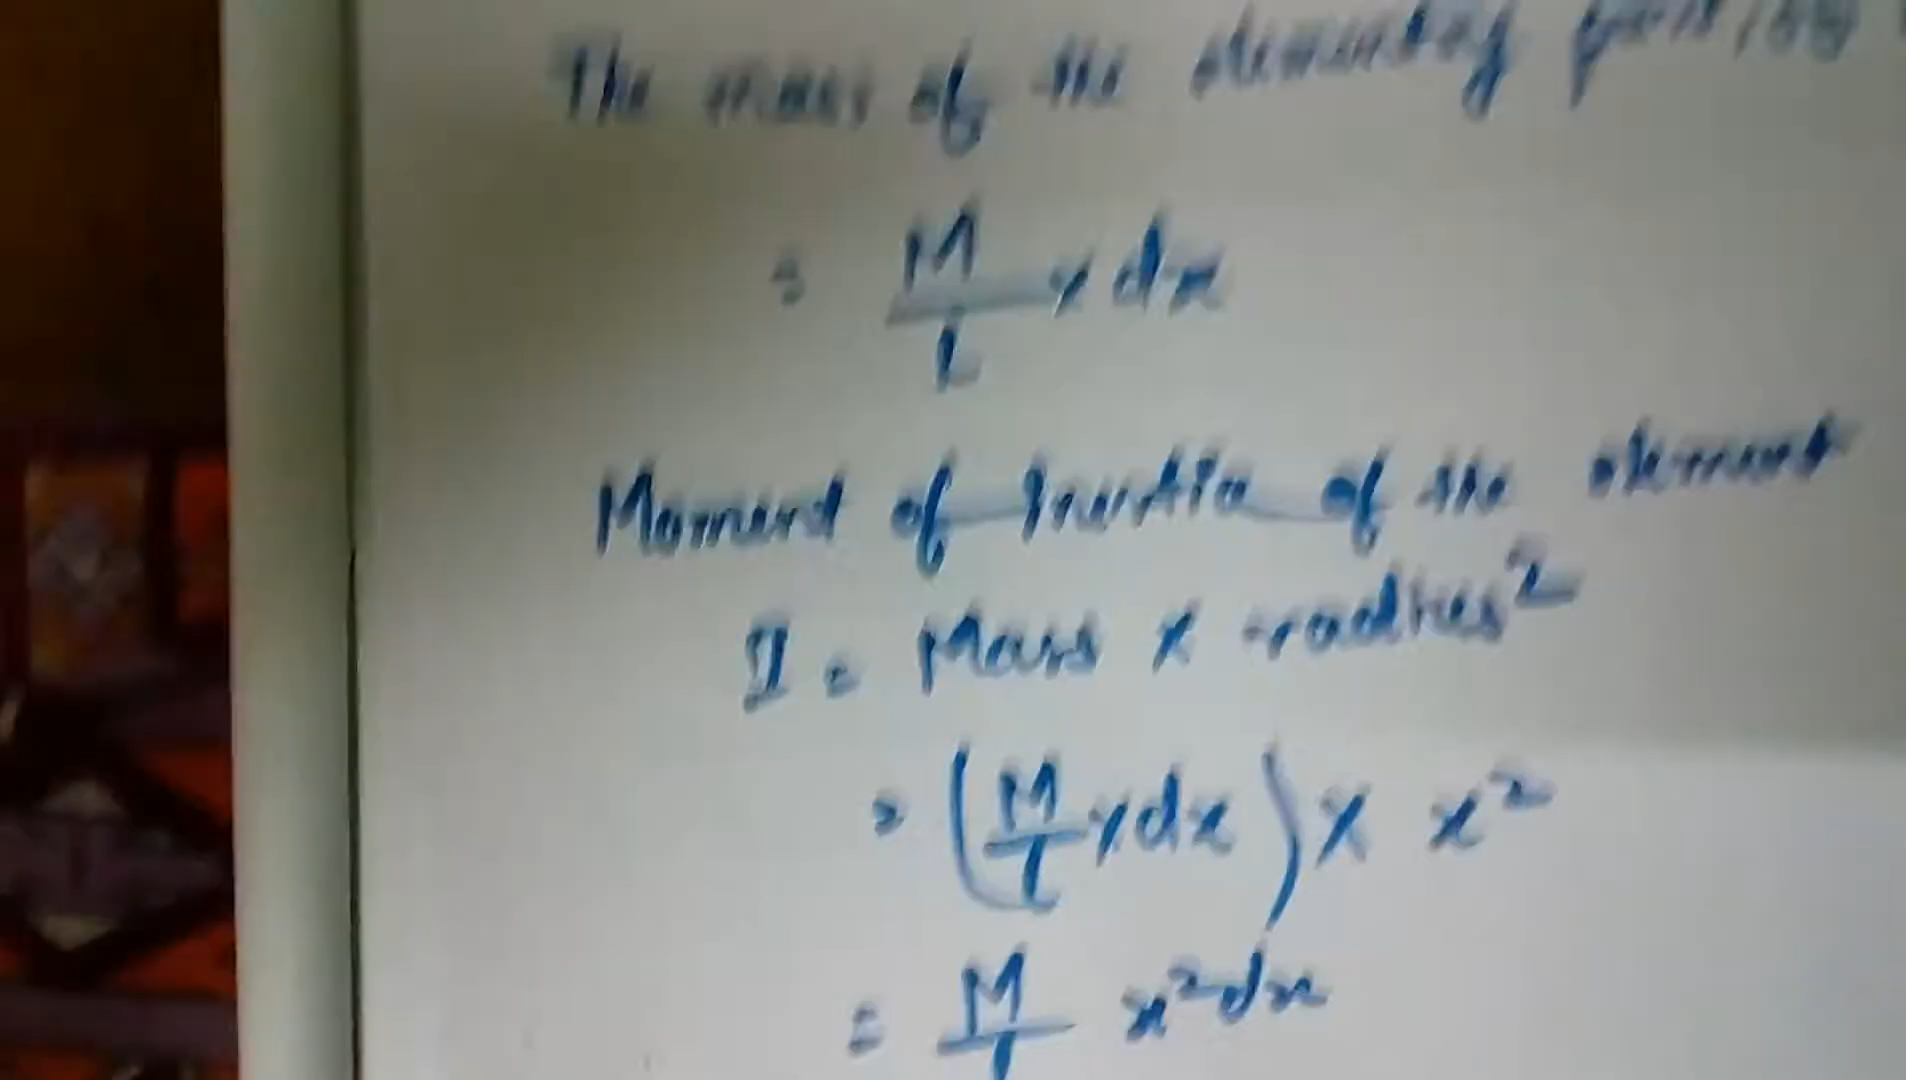 The mass of the elementary
= M/L × dx
Moment of Inertia of the element
I = Mass × radius²
= (M/L × dx) × x²
= M/L x² dx